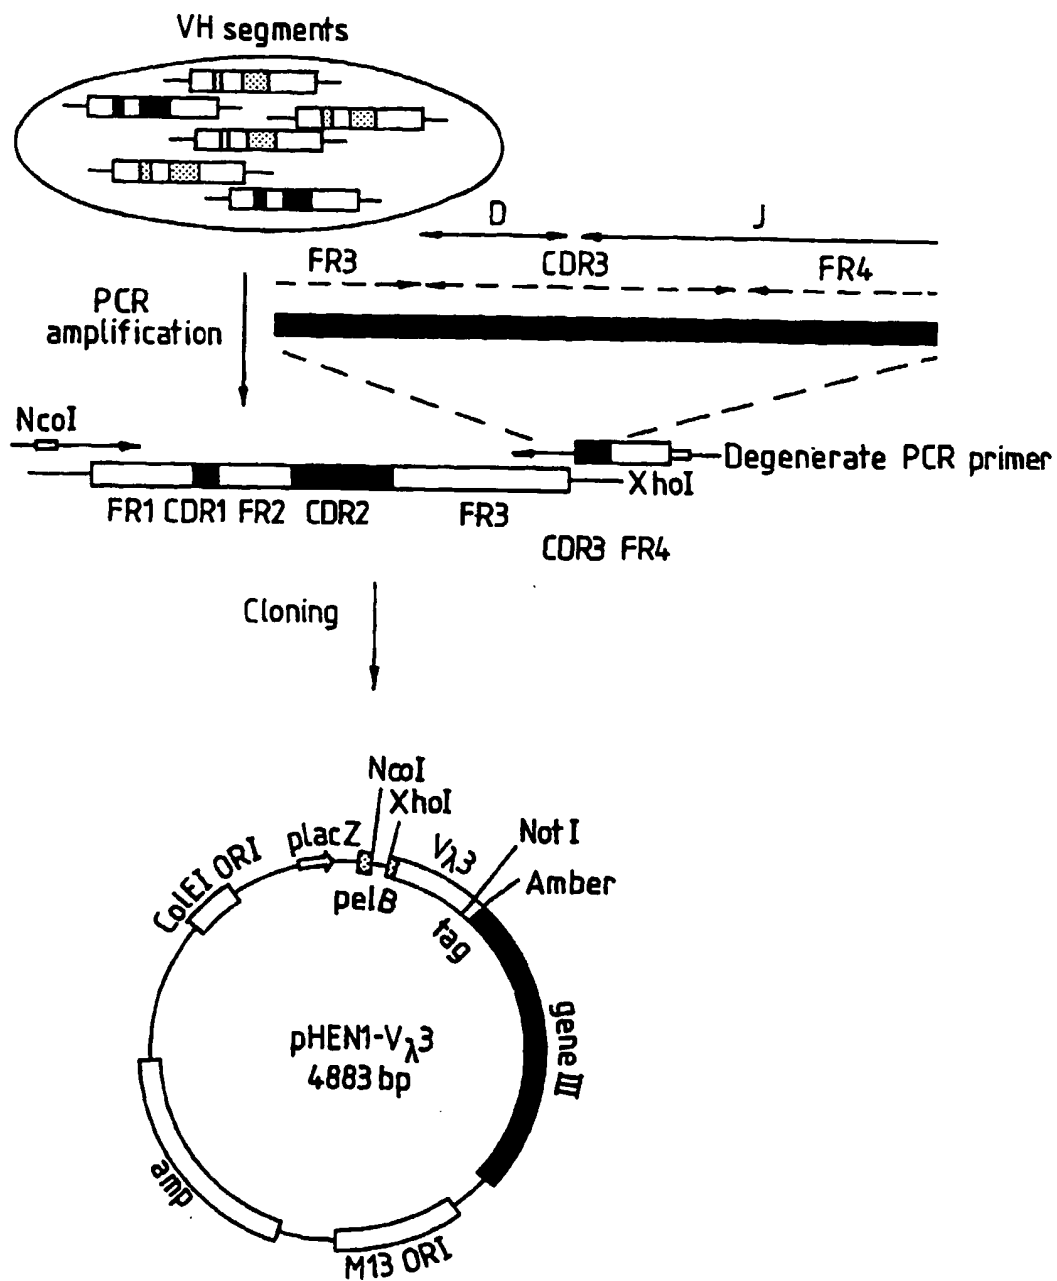 VH segments
D
J
FR3
CDR3
FR4
PCR
amplification
NcoI
Degenerate PCR primer
XhoI
FR1 CDR1 FR2 CDR2 FR3
CDR3 FR4
Cloning
NcoI
XhoI
placZ
Vλ3
Not I
ColEI ORI
pelB
Amber
tag
gene III
pHEN1-Vλ3
4883 bp
amp
M13 ORI